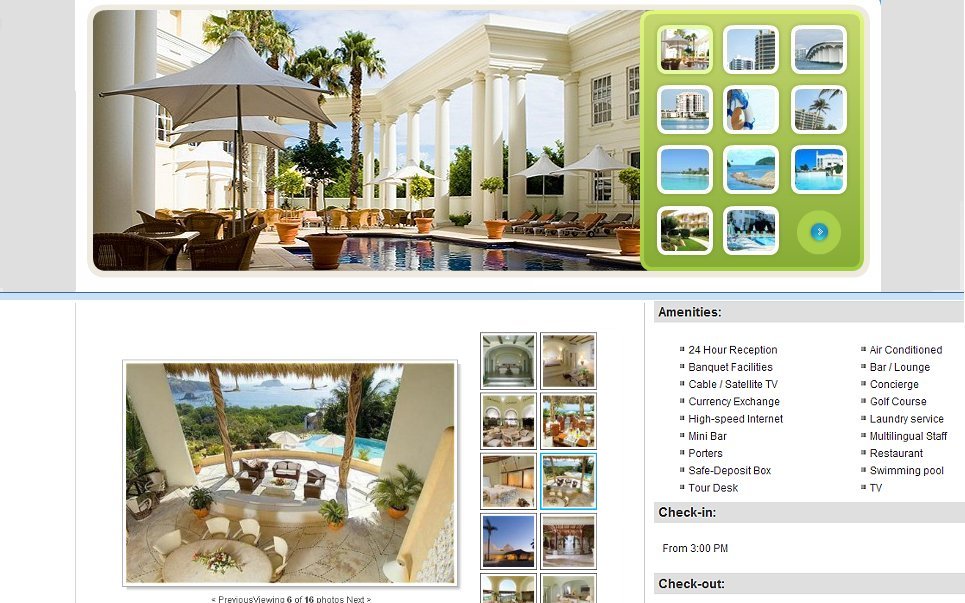 Amenities:
24 Hour Reception
Air Conditioned
Banquet Facilities
Bar / Lounge
Cable / Satellite TV
Concierge
Currency Exchange
Golf Course
High-speed Internet
Laundry service
Mini Bar
Multilingual Staff
Porters
Restaurant
Safe-Deposit Box
Swimming pool
Tour Desk
TV
Check-in:
From 3:00 PM
Check-out:
< PreviousViewing 6 of 16 photos Next >